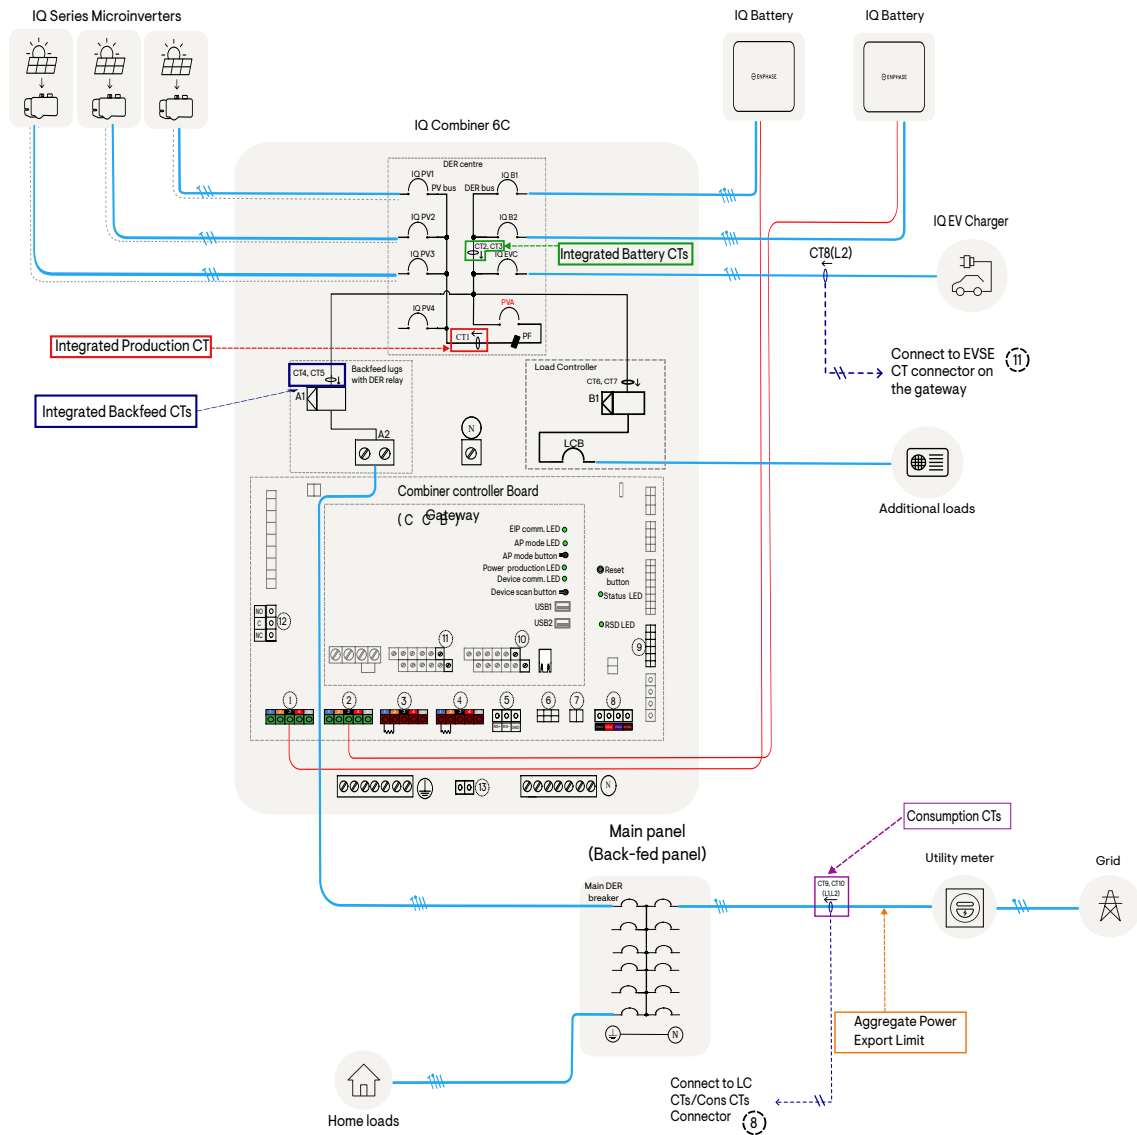 IQ Series Microinverters
IQ Battery
IQ Battery
ENPHASE
ENPHASE
IQ Combiner 6C
DER centre
IQ PV1
PV bus
DER bus
IQ B1
IQ PV2
IQ B2
CT2, CT3
Integrated Battery CTs
IQ PV3
IQ EVC
IQ EV Charger
CT8(L2)
IQ PV4
PVA
CT1
PF
Integrated Production CT
Connect to EVSE
CT connector on
the gateway
11
CT4, CT5
Backfeed lugs
with DER relay
A1
Load Controller
CT6, CT7
B1
Integrated Backfeed CTs
A2
N
LCB
Additional loads
Combiner controller Board
(CCB)
Gateway
EIP comm. LED
AP mode LED
AP mode button
Power production LED
Device comm. LED
Device scan button
USB1
USB2
Reset
button
Status LED
RSD LED
NO
C
NC
12
11
10
9
1
2
3
4
5
6
7
8
13
N
Main panel
(Back-fed panel)
Main DER
breaker
Consumption CTs
CT9, CT10
(L1,L2)
Utility meter
Grid
Aggregate Power
Export Limit
N
Home loads
Connect to LC
CTs/Cons CTs
Connector
8